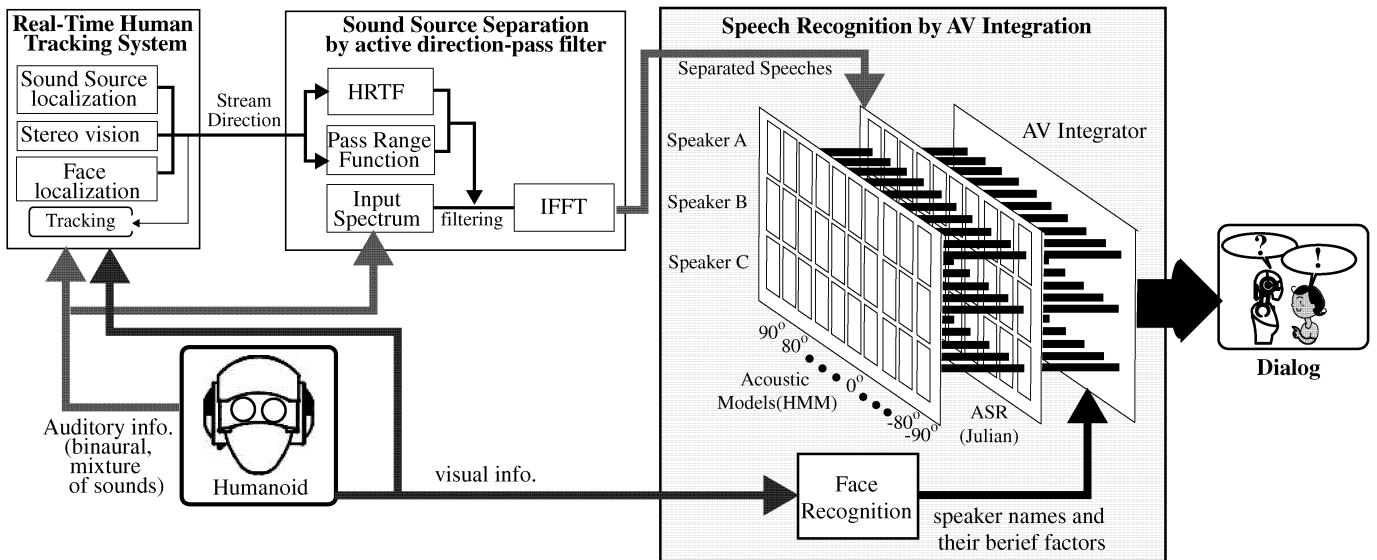 Real-Time Human
Tracking System
Sound Source
localization
Stereo vision
Face
localization
Tracking
Stream
Direction
Sound Source Separation
by active direction-pass filter
HRTF
Pass Range
Function
Input
Spectrum
filtering
IFFT
Speech Recognition by AV Integration
Separated Speeches
Speaker A
Speaker B
Speaker C
AV Integrator
90°
80°
0°
-80°
-90°
Acoustic
Models(HMM)
ASR
(Julian)
Dialog
?
!
Auditory info.
(binaural,
mixture
of sounds)
Humanoid
visual info.
Face
Recognition
speaker names and
their berief factors